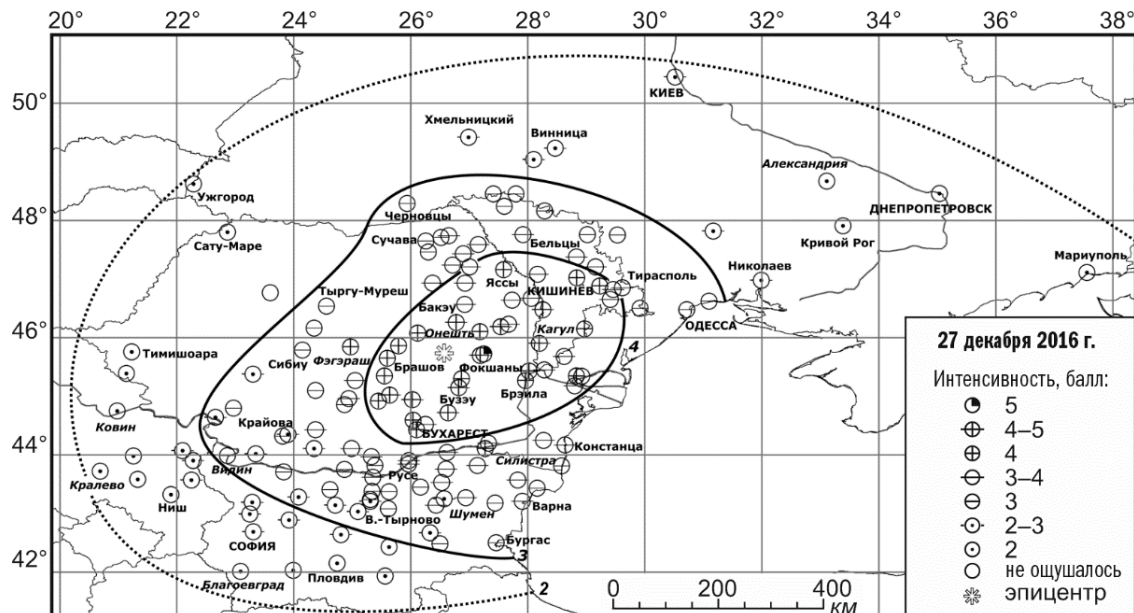 20° 22° 24° 26° 28° 30° 32° 34° 36° 38°
50°
48°
46°
44°
42°
КИЕВ
Хмельницкий
Винница
Александрия
Ужгород
ДНЕПРОПЕТРОВСК
Черновцы
Сату-Маре
Сучава
Бельцы
Кривой Рог
Мариуполь
Николаев
Тирасполь
Яссы
Тыргу-Муреш
КИШИНЕВ
Бакэу
ОДЕССА
Онешть
Кагул
4
Тимишоара
Сибиу
Фэгэраш
Брашов
Фокшаны
Бузэу
Брэила
Ковин
Крайова
БУХАРЕСТ
Констанца
Видин
Силистра
Кралево
Русе
Ниш
Шумен
Варна
В.-Тырново
СОФИЯ
Бургас
3
Благоевград
Пловдив
2
0 200 400
км
27 декабря 2016 г.
Интенсивность, балл:
5
4–5
4
3–4
3
2–3
2
не ощушалось
эпицентр